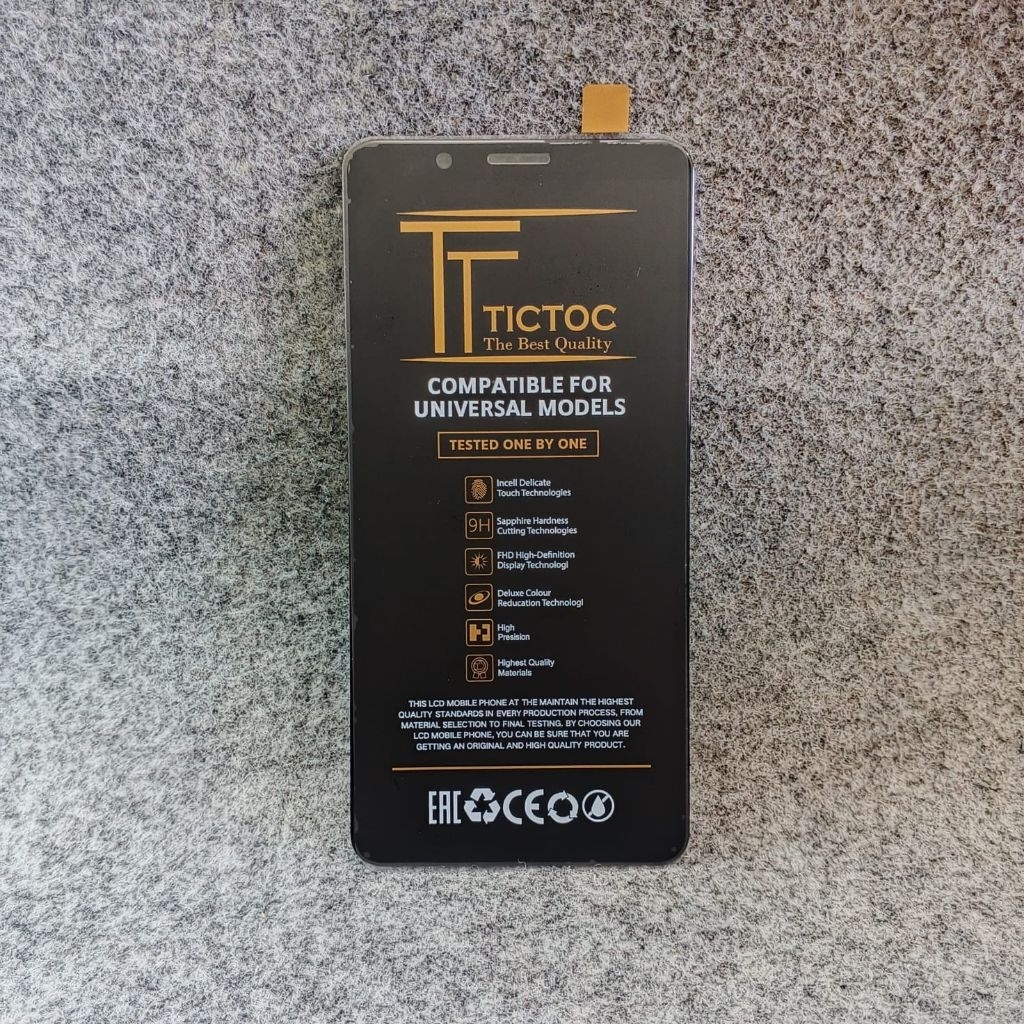 TT
TICTOC
The Best Quality
COMPATIBLE FOR
UNIVERSAL MODELS
TESTED ONE BY ONE
Incell Delicate
Touch Technologies
9H
Sapphire Hardness
Cutting Technologies
FHD High-Definition
Display Technologi
Deluxe Colour
Reducation Technologi
High
Presision
Highest Quality
Materials
THIS LCD MOBILE PHONE AT THE MAINTAIN THE HIGHEST
QUALITY STANDARDS IN EVERY PRODUCTION PROCESS, FROM
MATERIAL SELECTION TO FINAL TESTING. BY CHOOSING OUR
LCD MOBILE PHONE, YOU CAN BE SURE THAT YOU ARE
GETTING AN ORIGINAL AND HIGH QUALITY PRODUCT.
EAC CE